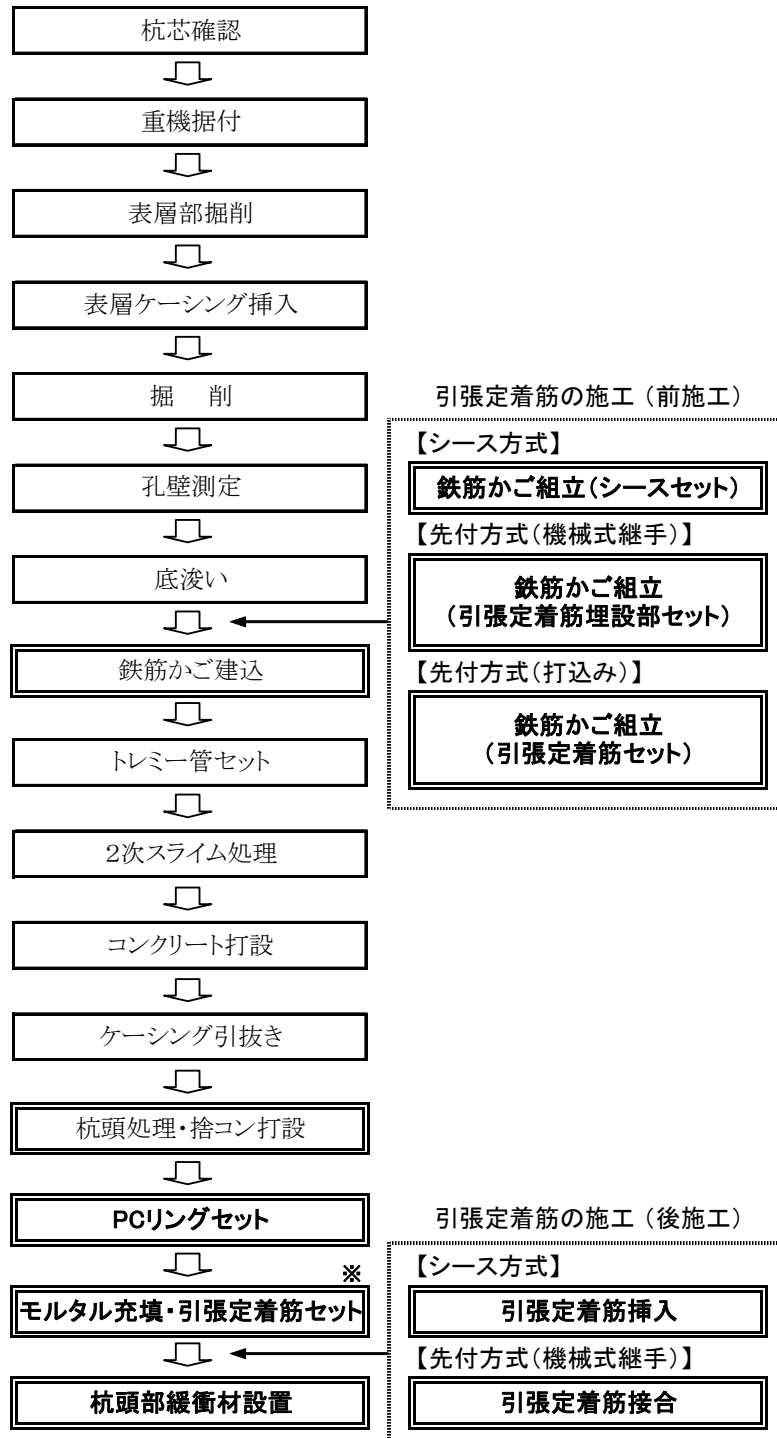 杭芯確認
重機据付
表層部掘削
表層ケーシング挿入
掘　削
孔壁測定
底浚い
鉄筋かご建込
トレミー管セット
2次スライム処理
コンクリート打設
ケーシング引抜き
杭頭処理・捨コン打設
PCリングセット
※
モルタル充填・引張定着筋セット
杭頭部緩衝材設置
引張定着筋の施工（前施工）
【シース方式】
鉄筋かご組立（シースセット）
【先付方式（機械式継手）】
鉄筋かご組立
（引張定着筋埋設部セット）
【先付方式（打込み）】
鉄筋かご組立
（引張定着筋セット）
引張定着筋の施工（後施工）
【シース方式】
引張定着筋挿入
【先付方式（機械式継手）】
引張定着筋接合